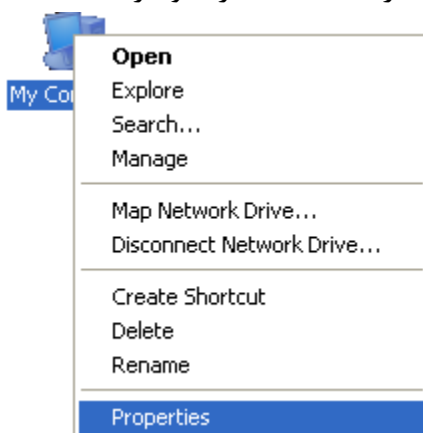 My Co
Open
Explore
Search...
Manage
Map Network Drive...
Disconnect Network Drive...
Create Shortcut
Delete
Rename
Properties